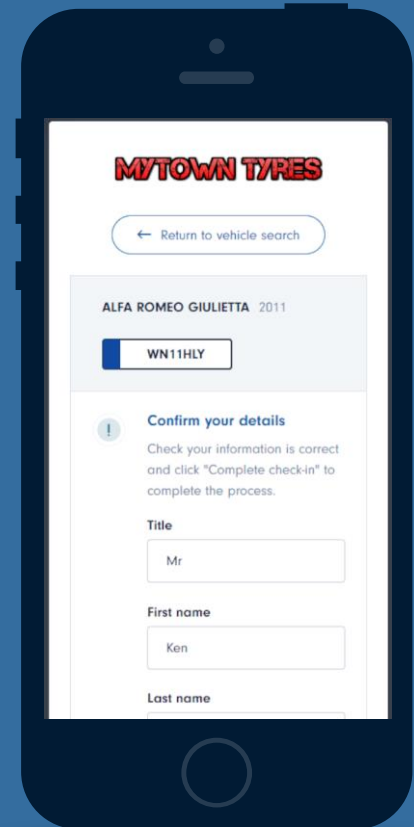 MYTOWN TYRES
← Return to vehicle search
ALFA ROMEO GIULIETTA 2011
WN11HLY
!
Confirm your details
Check your information is correct
and click "Complete check-in" to
complete the process.
Title
Mr
First name
Ken
Last name